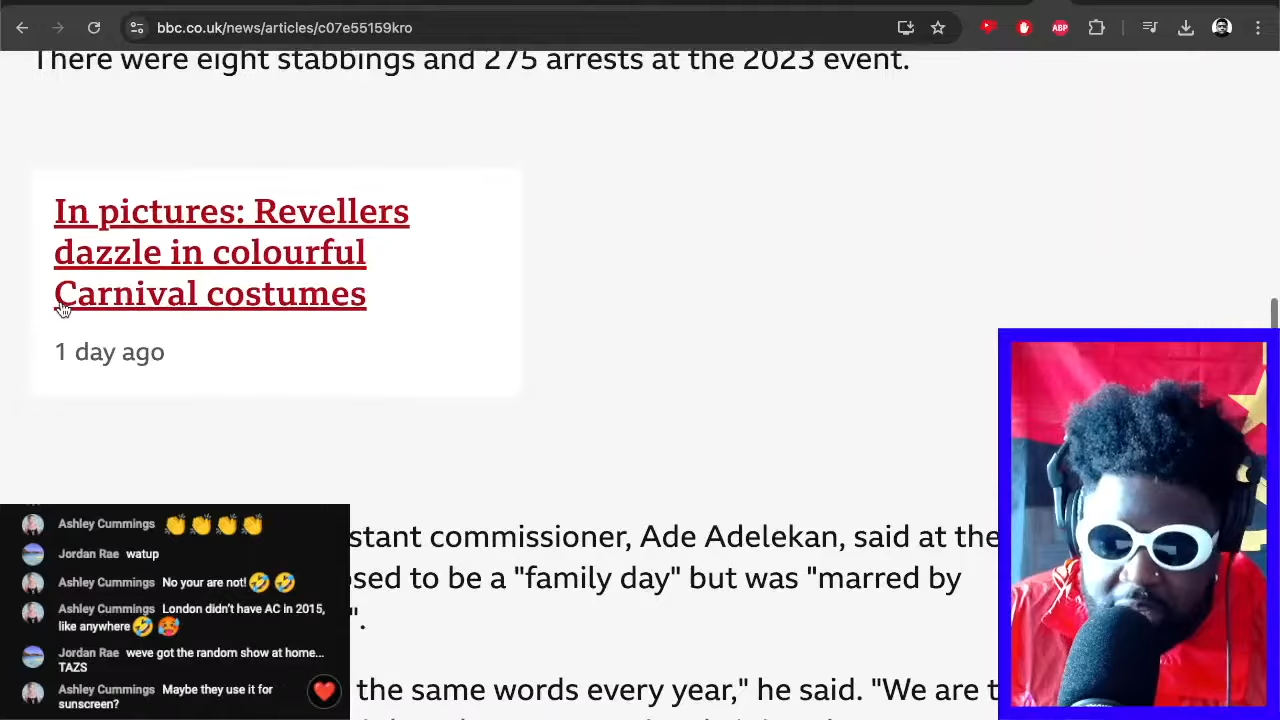 bbc.co.uk/news/articles/c07e55159kro
ABP
There were eight stabbings and 275 arrests at the 2023 event.
In pictures: Revellers
dazzle in colourful
Carnival costumes
1 day ago
stant commissioner, Ade Adelekan, said at the
osed to be a "family day" but was "marred by
".
the same words every year," he said. "We are t
Ashley Cummings 👏👏👏👏
Jordan Rae watup
Ashley Cummings No your are not!🤣🤣
Ashley Cummings London didn’t have AC in 2015,
like anywhere🤣🥵
Jordan Rae weve got the random show at home...
TAZS
Ashley Cummings Maybe they use it for
sunscreen?